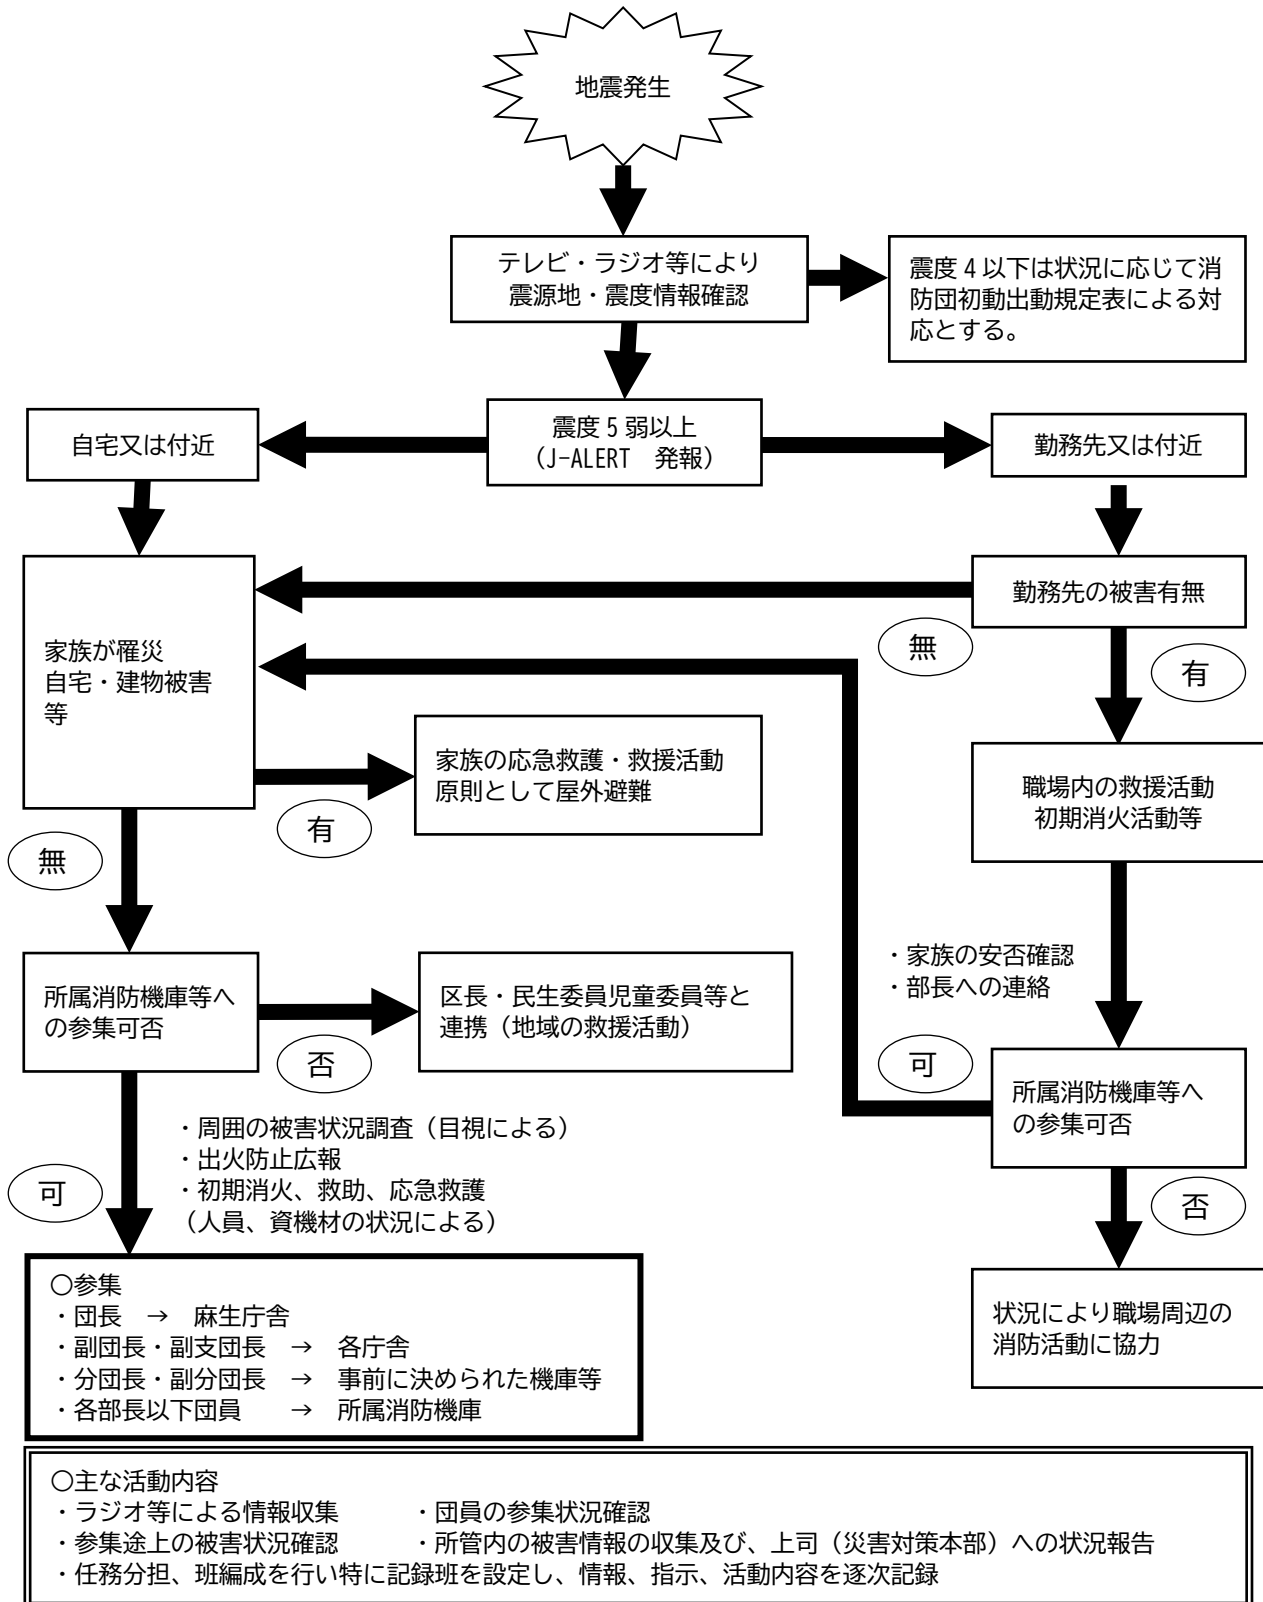 地震発生
テレビ・ラジオ等により
震源地・震度情報確認
震度4以下は状況に応じて消
防団初動出動規定表による対
応とする。
自宅又は付近
震度5弱以上
(J-ALERT 発報)
勤務先又は付近
家族が罹災
自宅・建物被害
等
勤務先の被害有無
無
有
家族の応急救護・救援活動
原則として屋外避難
有
無
職場内の救援活動
初期消火活動等
・家族の安否確認
・部長への連絡
所属消防機庫等へ
の参集可否
区長・民生委員児童委員等と
連携(地域の救援活動)
否
可
所属消防機庫等へ
の参集可否
・周囲の被害状況調査(目視による)
・出火防止広報
・初期消火、救助、応急救護
(人員、資機材の状況による)
可
否
○参集
・団長 → 麻生庁舎
・副団長・副支団長 → 各庁舎
・分団長・副分団長 → 事前に決められた機庫等
・各部長以下団員 → 所属消防機庫
状況により職場周辺の
消防活動に協力
○主な活動内容
・ラジオ等による情報収集 ・団員の参集状況確認
・参集途上の被害状況確認 ・所管内の被害情報の収集及び、上司(災害対策本部)への状況報告
・任務分担、班編成を行い特に記録班を設定し、情報、指示、活動内容を逐次記録